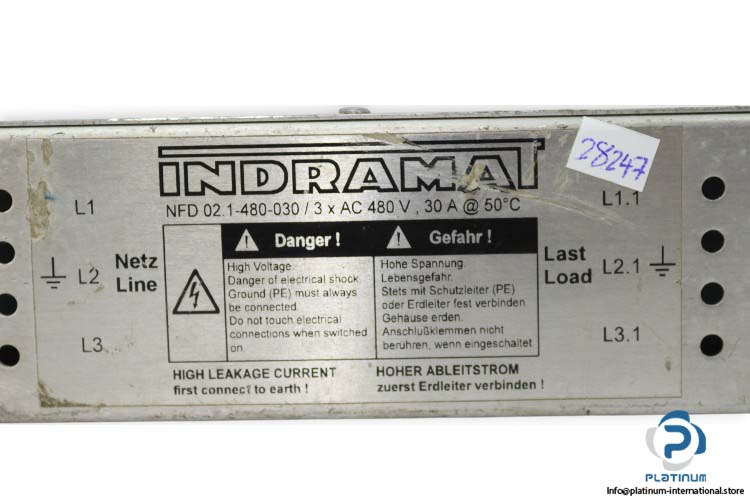 INDRAMAT
28247
NFD 02.1-480-030 / 3 x AC 480 V , 30 A @ 50°C
L1
L2
L3
Netz
Line
Danger !
High Voltage.
Danger of electrical shock.
Ground (PE) must always
be connected.
Do not touch electrical
connections when switched
on.
Gefahr !
Hohe Spannung.
Lebensgefahr.
Stets mit Schutzleiter (PE)
oder Erdleiter fest verbinden.
Gehäuse erden.
Anschlußklemmen nicht
berühren, wenn eingeschaltet
Last
Load
L1.1
L2.1
L3.1
HIGH LEAKAGE CURRENT
first connect to earth !
HOHER ABLEITSTROM
zuerst Erdleiter verbinden !
PLATINUM
Info@platinum-international.store